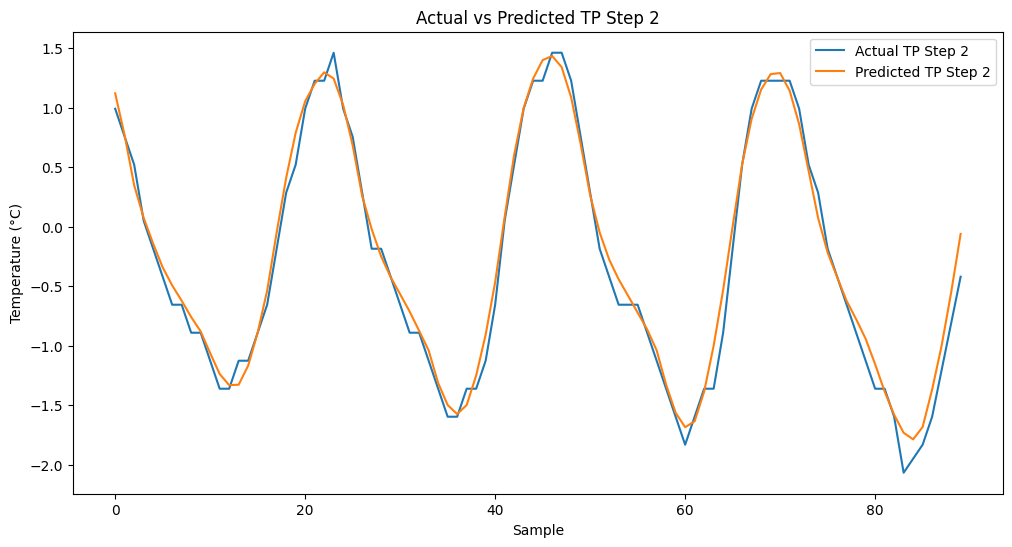 Actual vs Predicted TP Step 2
Actual TP Step 2
Predicted TP Step 2
Temperature (°C)
1.5
1.0
0.5
0.0
−0.5
−1.0
−1.5
−2.0
0 20 40 60 80
Sample